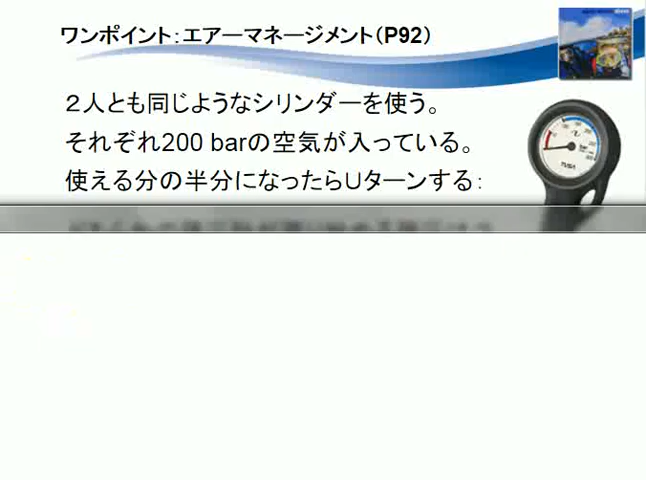 ワンポイント：エアーマネージメント（P92）
２人とも同じようなシリンダーを使う。
それぞれ200 barの空気が入っている。
使える分の半分になったらUターンする：
bar
TUSA